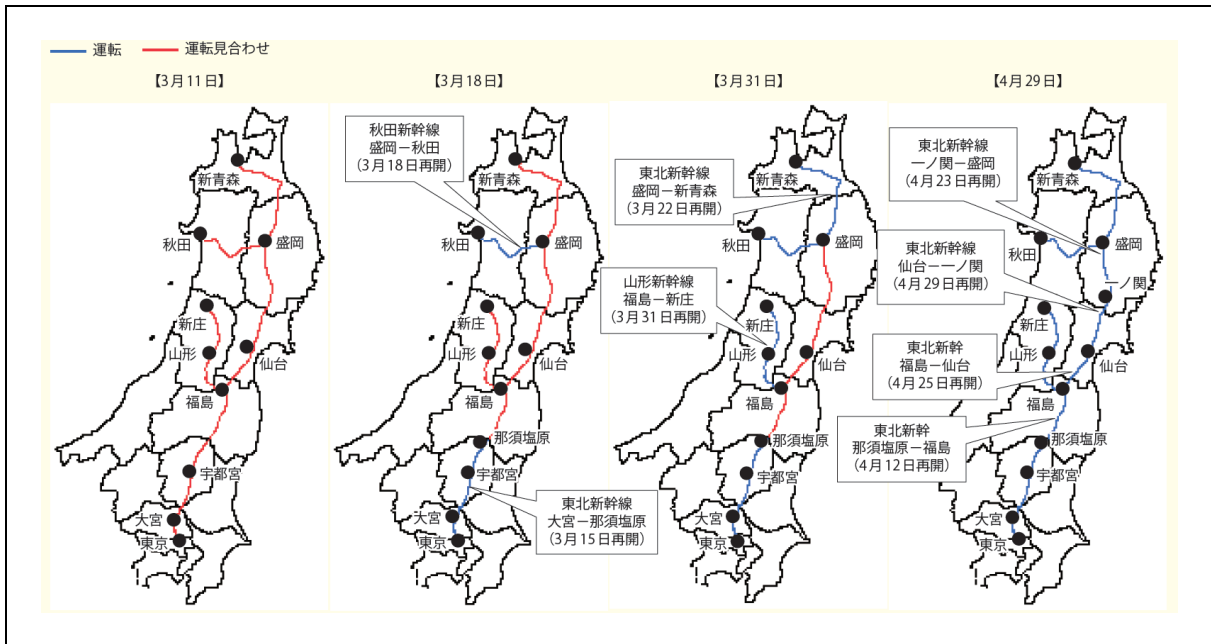 運転
運転見合わせ
【3月11日】
新青森
秋田
盛岡
新庄
山形
仙台
福島
宇都宮
大宮
東京
【3月18日】
秋田新幹線
盛岡－秋田
（3月18日再開）
新青森
秋田
盛岡
新庄
山形
仙台
福島
那須塩原
宇都宮
大宮
東京
東北新幹線
大宮－那須塩原
（3月15日再開）
【3月31日】
新青森
東北新幹線
盛岡－新青森
（3月22日再開）
秋田
盛岡
山形新幹線
福島－新庄
（3月31日再開）
新庄
山形
仙台
福島
那須塩原
宇都宮
大宮
東京
【4月29日】
東北新幹線
一ノ関－盛岡
（4月23日再開）
新青森
秋田
盛岡
東北新幹線
仙台－一ノ関
（4月29日再開）
一ノ関
新庄
山形
仙台
東北新幹
福島－仙台
（4月25日再開）
福島
東北新幹
那須塩原－福島
（4月12日再開）
那須塩原
宇都宮
大宮
東京